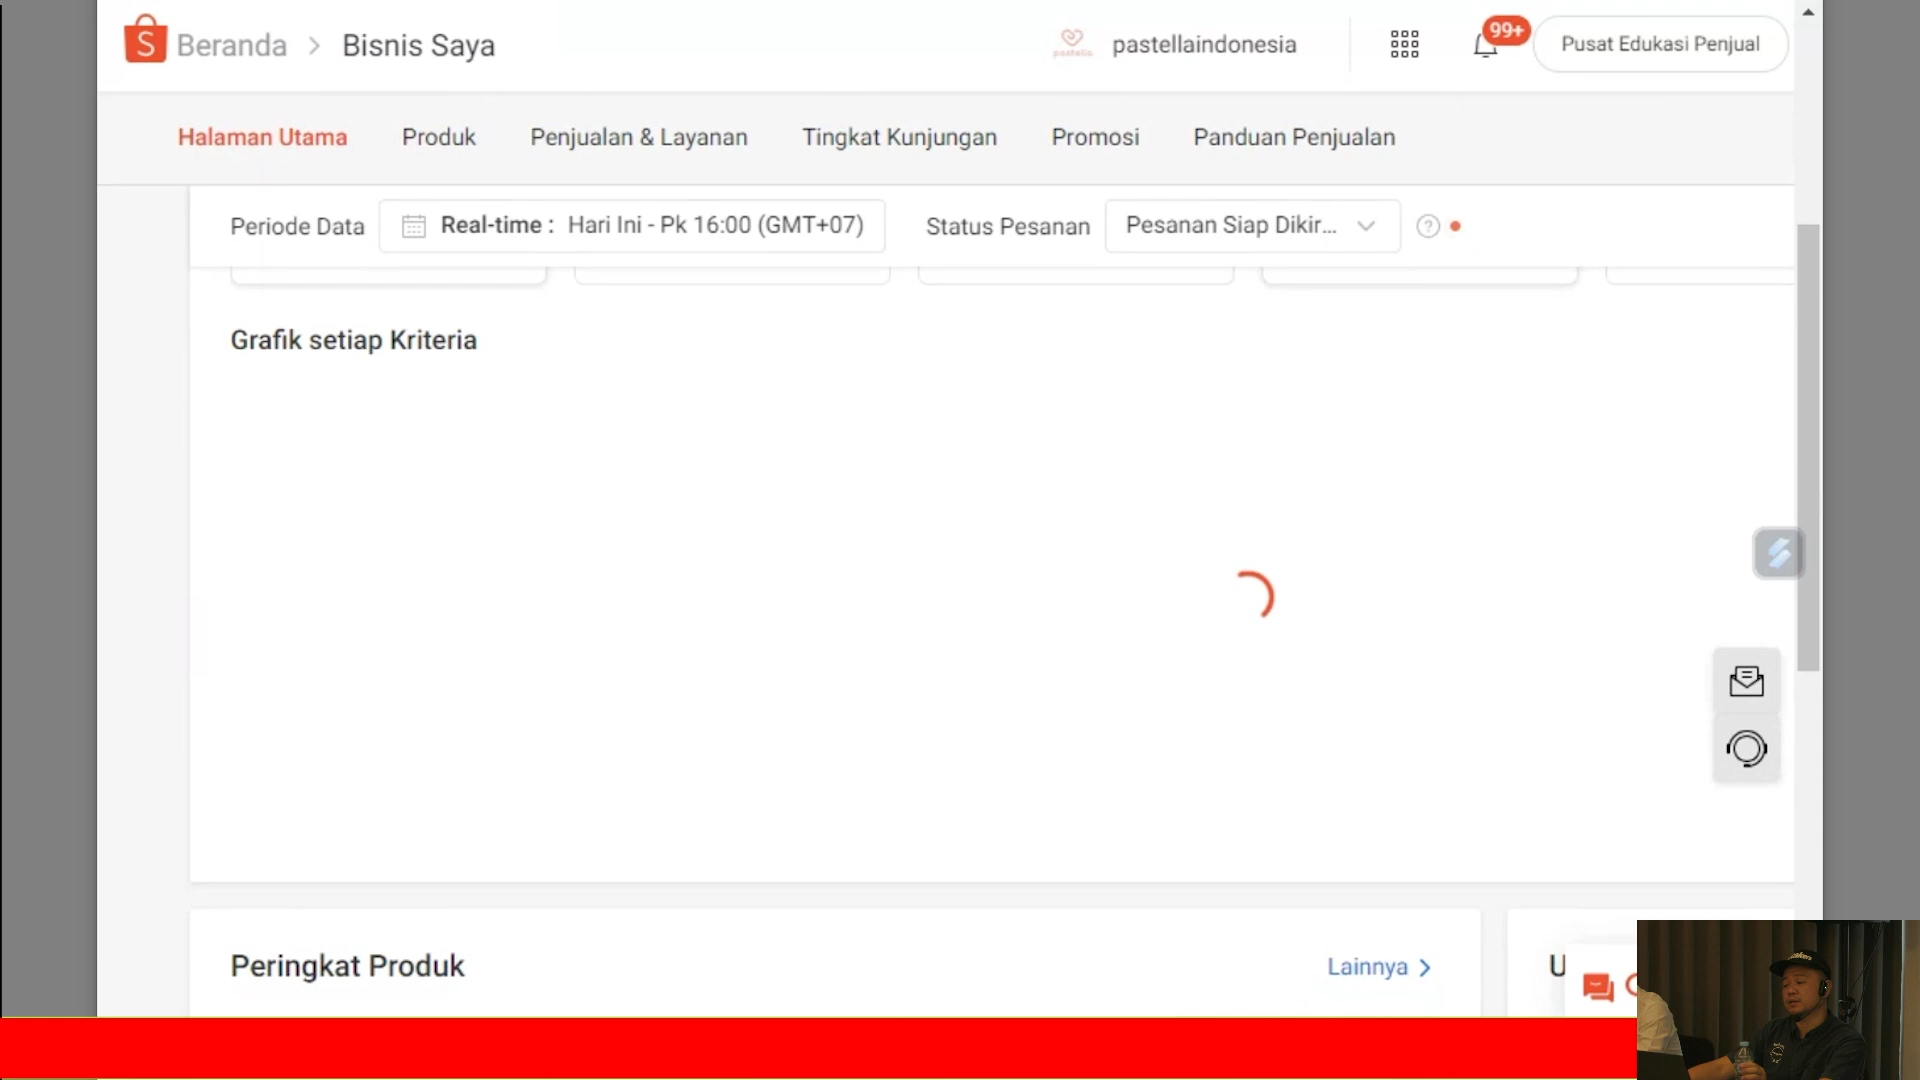 S Beranda > Bisnis Saya
pastella
pastellaindonesia
99+
Pusat Edukasi Penjual
Halaman Utama
Produk
Penjualan & Layanan
Tingkat Kunjungan
Promosi
Panduan Penjualan
Periode Data
Real-time : Hari Ini - Pk 16:00 (GMT+07)
Status Pesanan
Pesanan Siap Dikir...
?
Grafik setiap Kriteria
Peringkat Produk
Lainnya >
U